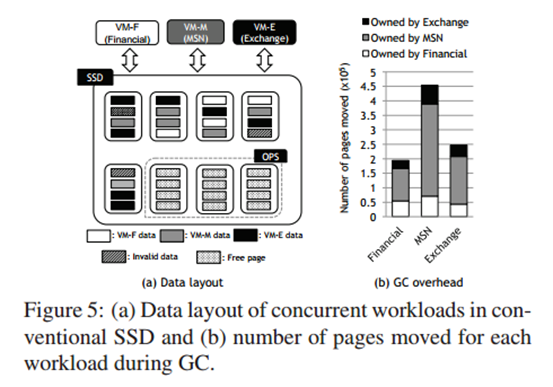 VM-F
(Financial)
VM-M
(MSN)
VM-E
(Exchange)
SSD
OPS
: VM-F data
: VM-M data
: VM-E data
: Invalid data
: Free page
(a) Data layout
Owned by Exchange
Owned by MSN
Owned by Financial
Number of pages moved (x10⁵)
5
4.5
4
3.5
3
2.5
2
1.5
1
0.5
0
Financial
MSN
Exchange
(b) GC overhead
Figure 5: (a) Data layout of concurrent workloads in con-
ventional SSD and (b) number of pages moved for each
workload during GC.